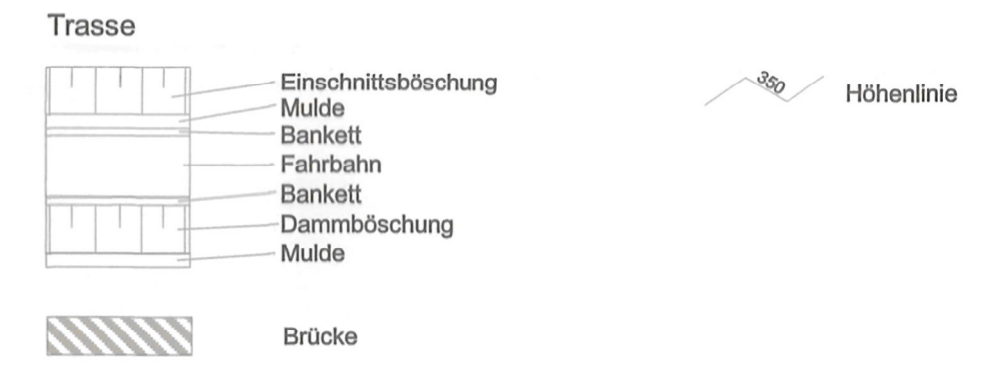 Trasse
Einschnittsböschung
Mulde
Bankett
Fahrbahn
Bankett
Dammböschung
Mulde
Brücke
350
Höhenlinie